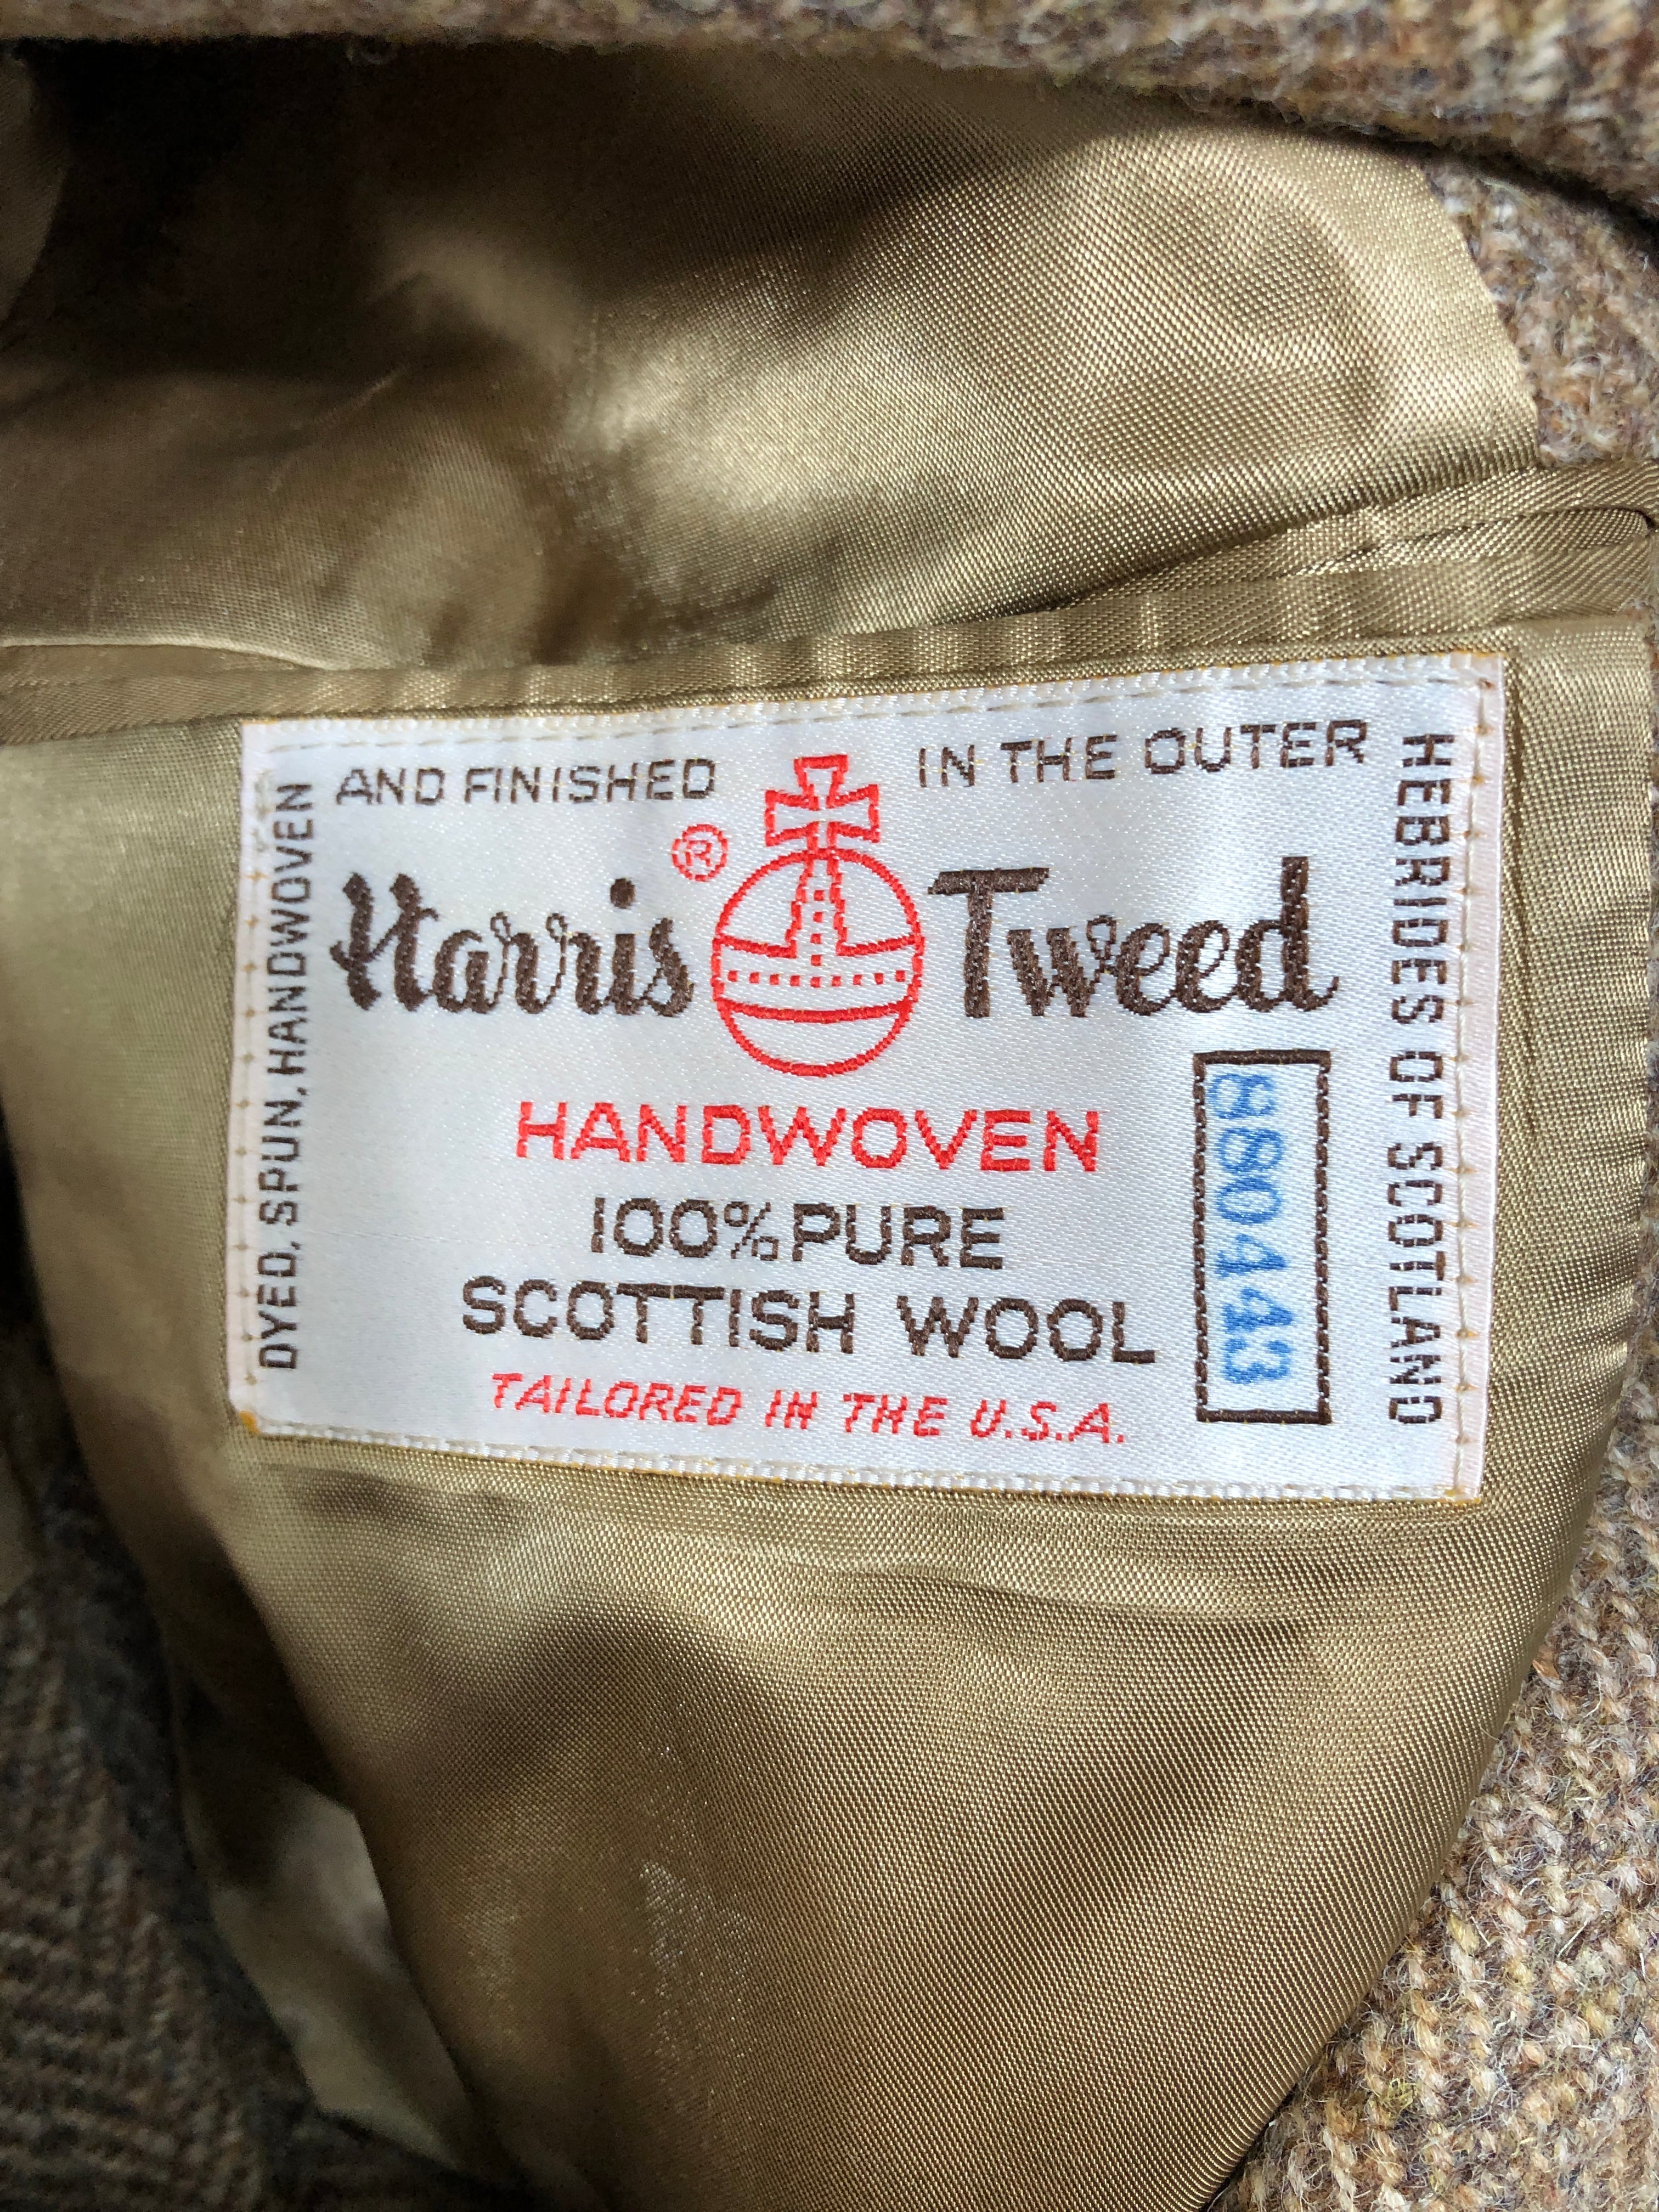 DYED, SPUN, HANDWOVEN
AND FINISHED
IN THE OUTER
HEBRIDES OF SCOTLAND
®
Harris Tweed
HANDWOVEN
100% PURE
SCOTTISH WOOL
TAILORED IN THE U.S.A.
880443